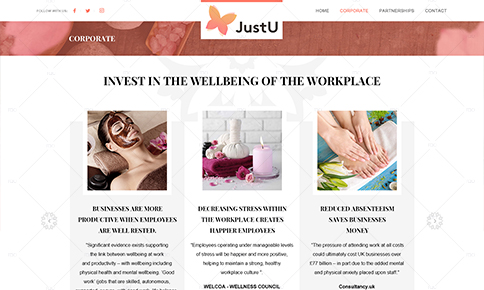 FOLLOW WITH US:
JustU
HOME CORPORATE PARTNERSHIPS CONTACT
CORPORATE
INVEST IN THE WELLBEING OF THE WORKPLACE
BUSINESSES ARE MORE
PRODUCTIVE WHEN EMPLOYEES
ARE WELL RESTED.
"Significant evidence exists supporting
the link between wellbeing at work
and productivity – with wellbeing including
physical health and mental wellbeing. 'Good
work' (jobs that are skilled, autonomous,
DECREASING STRESS WITHIN
THE WORKPLACE CREATES
HAPPIER EMPLOYEES
"Employees operating under manageable levels
of stress will be happier and more positive,
helping to maintain a strong, healthy
workplace culture "
WELCOA - WELLNESS COUNCIL
REDUCED ABSENTEEISM
SAVES BUSINESSES
MONEY
"The pressure of attending work at all costs
could ultimately cost UK businesses over
£77 billion – in part due to the added mental
and physical anxiety placed upon staff."
Consultancy.uk